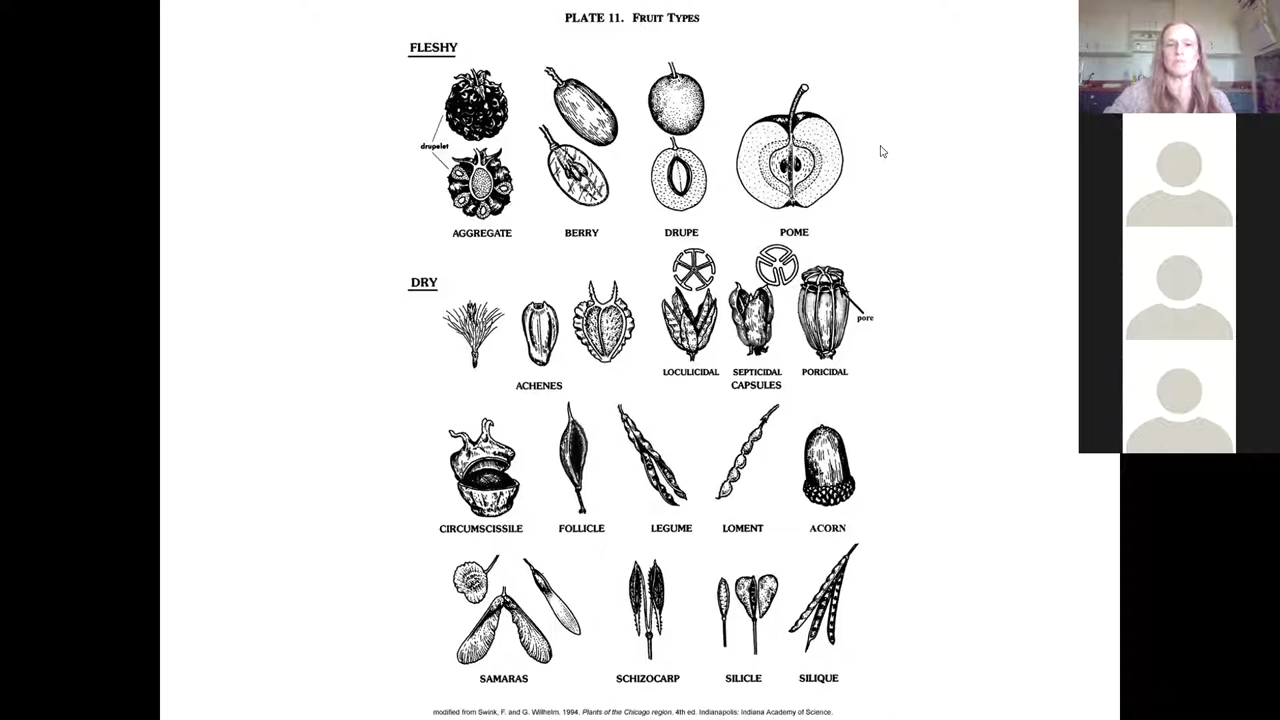 PLATE 11. FRUIT TYPES
FLESHY
drupelet
AGGREGATE
BERRY
DRUPE
POME
DRY
pore
ACHENES
LOCULICIDAL
SEPTICIDAL
PORICIDAL
CAPSULES
CIRCUMSCISSILE
FOLLICLE
LEGUME
LOMENT
ACORN
SAMARAS
SCHIZOCARP
SILICLE
SILIQUE
modified from Swink, F. and G. Wilhelm. 1994. Plants of the Chicago region. 4th ed. Indianapolis: Indiana Academy of Science.